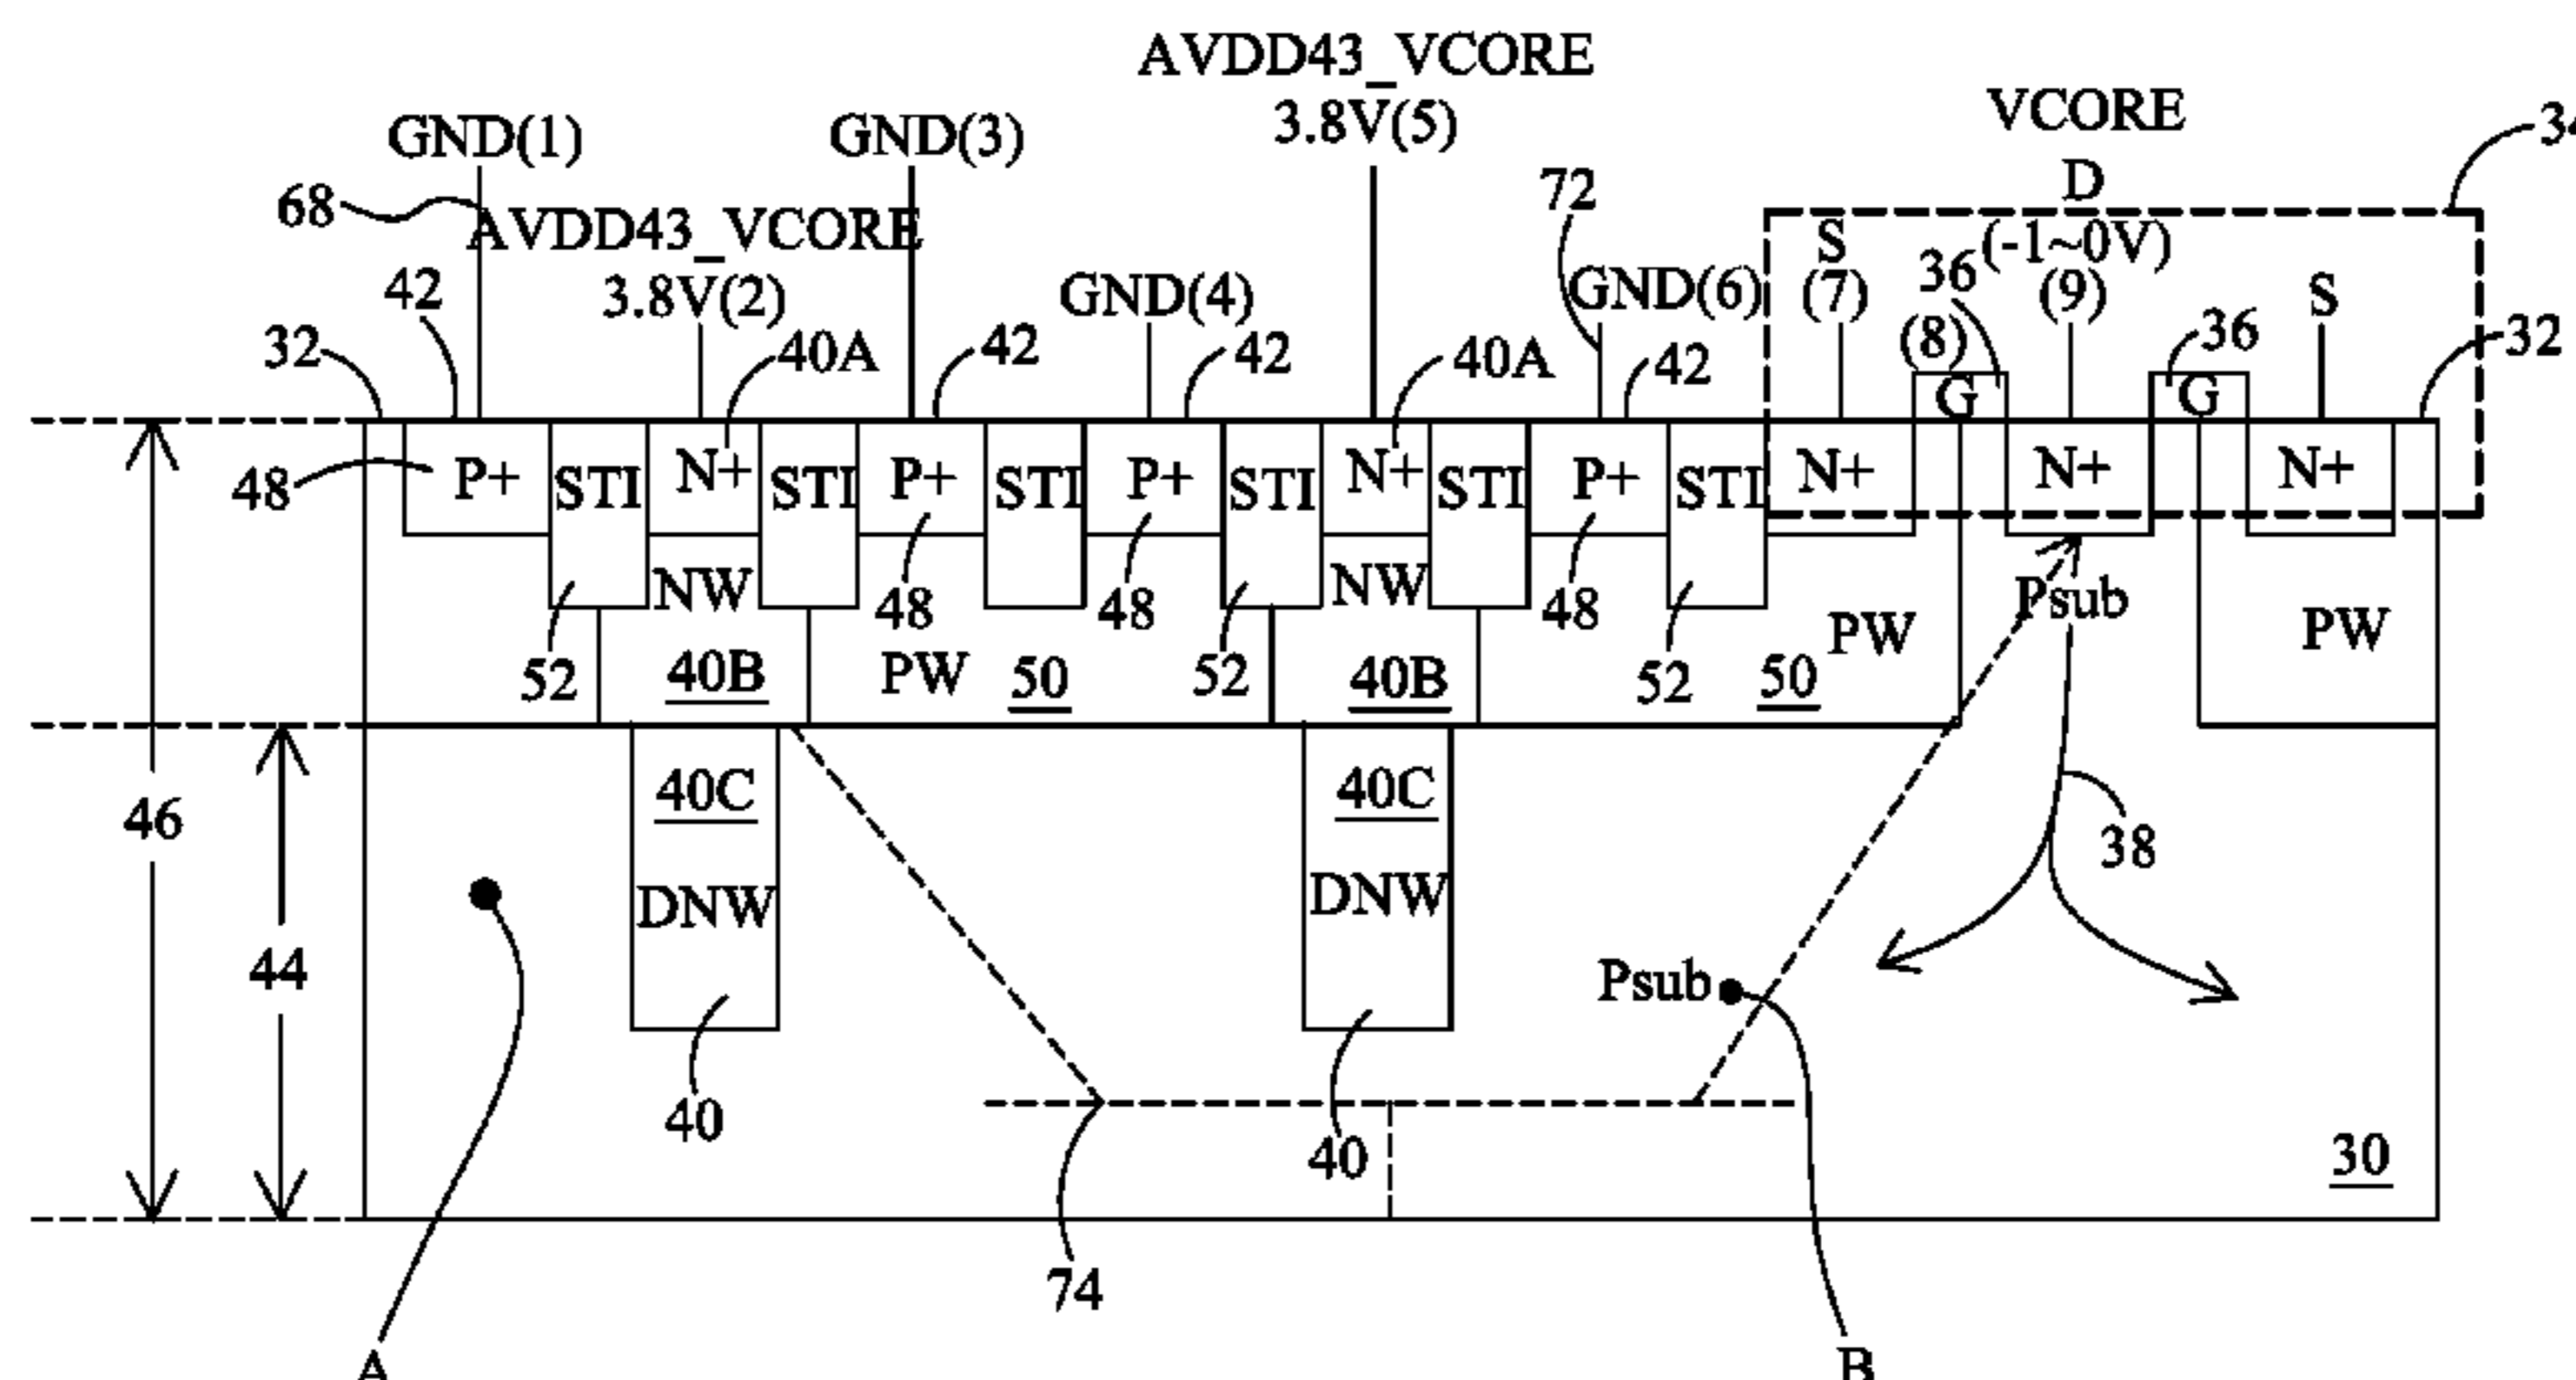 AVDD43_VCORE
3.8V(5)
VCORE
D
(-1~0V)
(9)
GND(1)
GND(3)
68
AVDD43_VCORE
3.8V(2)
GND(4)
72
GND(6)
S
(7)
36
(8)
S
32
42
40A
42
42
40A
42
36
32
G
G
48
P+
STI
N+
STI
P+
STI
P+
STI
N+
STI
P+
STI
N+
N+
N+
NW
48
48
NW
48
Psub
PW
PW
52
40B
PW
50
52
40B
52
50
46
44
40C
DNW
40C
DNW
38
Psub
40
40
30
74
A
B